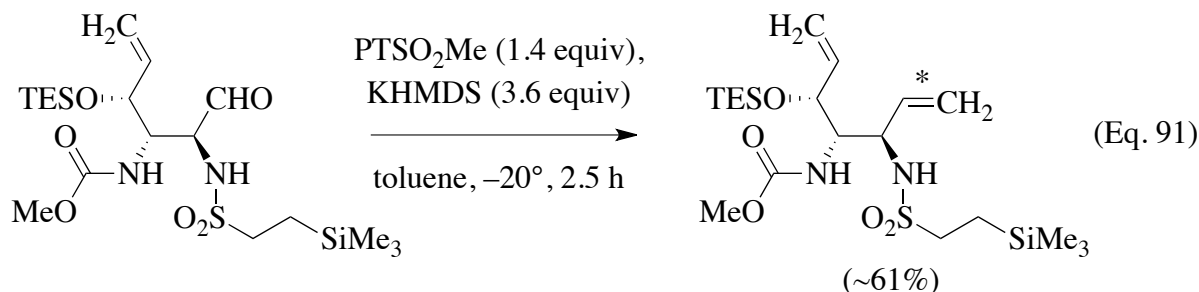 H₂C
TESO
CHO
O
NH
NH
MeO
O₂S
SiMe₃
PTSO₂Me (1.4 equiv),
KHMDS (3.6 equiv)
toluene, –20°, 2.5 h
H₂C
*
TESO
CH₂
O
NH
NH
MeO
O₂S
SiMe₃
(~61%)
(Eq. 91)